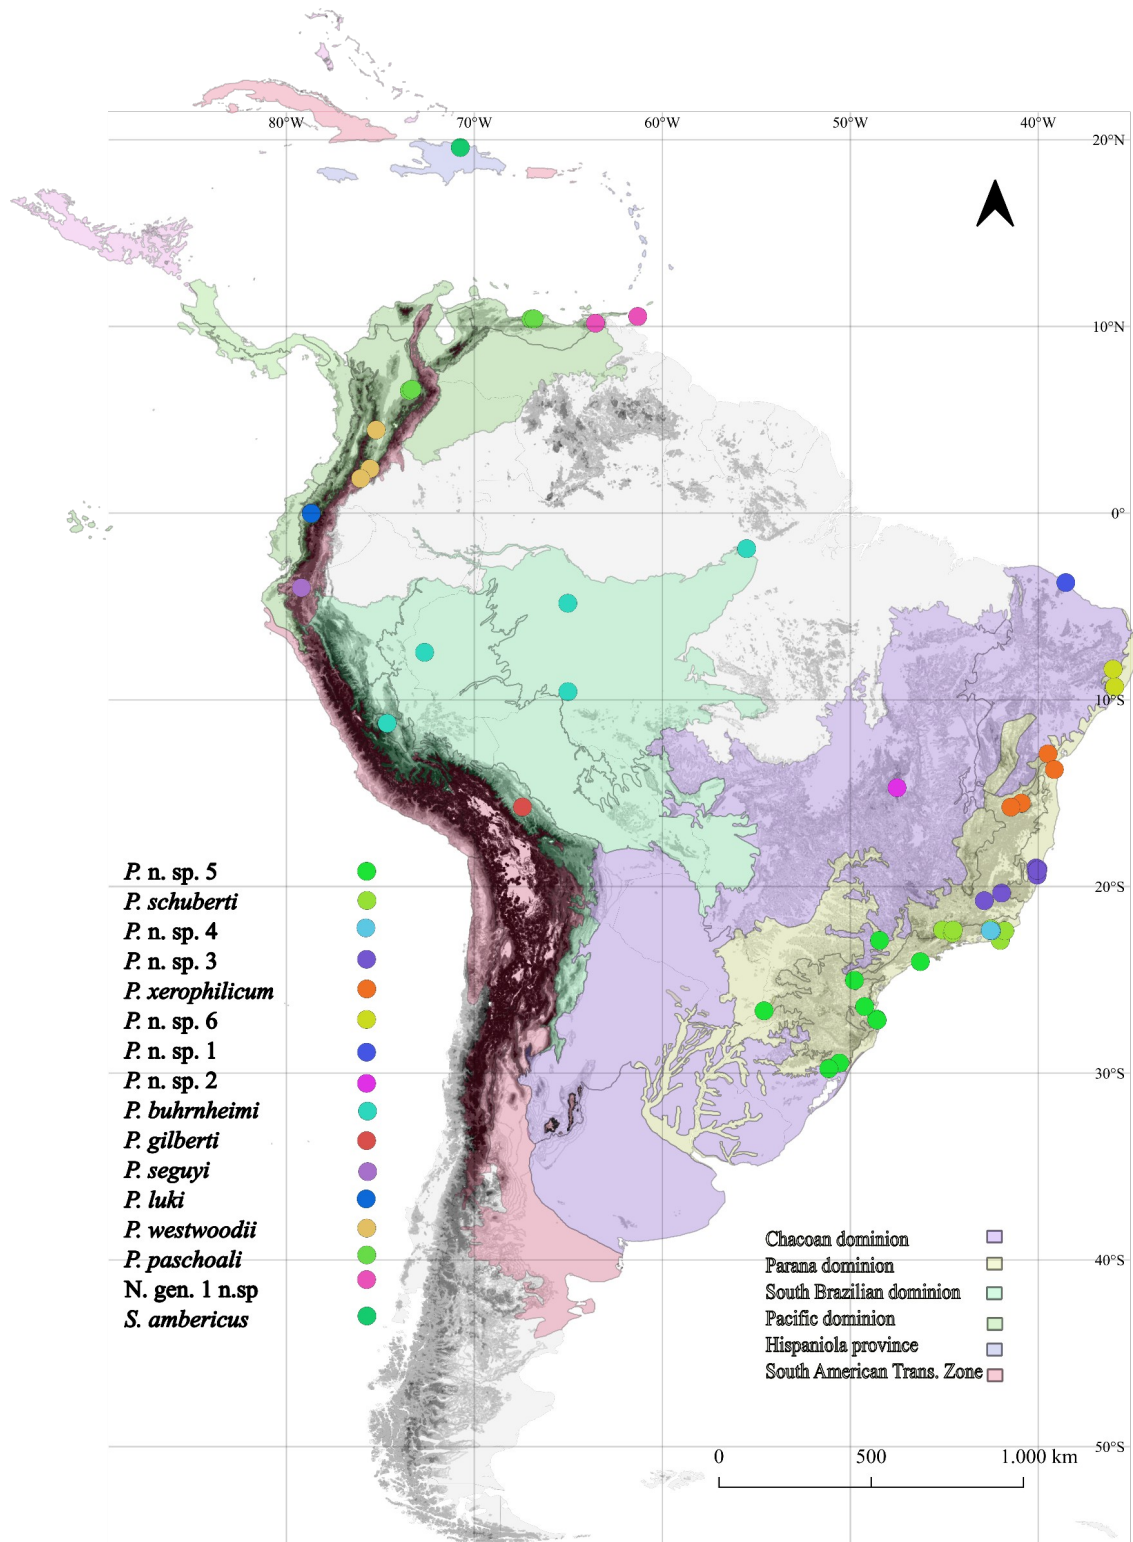 80°W 70°W 60°W 50°W 40°W
20°N
10°N
0°
10°S
20°S
30°S
40°S
50°S
P. n. sp. 5
P. schuberti
P. n. sp. 4
P. n. sp. 3
P. xerophilicum
P. n. sp. 6
P. n. sp. 1
P. n. sp. 2
P. buhrnheimi
P. gilberti
P. seguyi
P. luki
P. westwoodii
P. paschoali
N. gen. 1 n.sp
S. ambericus
Chacoan dominion
Parana dominion
South Brazilian dominion
Pacific dominion
Hispaniola province
South American Trans. Zone
0 500 1.000 km